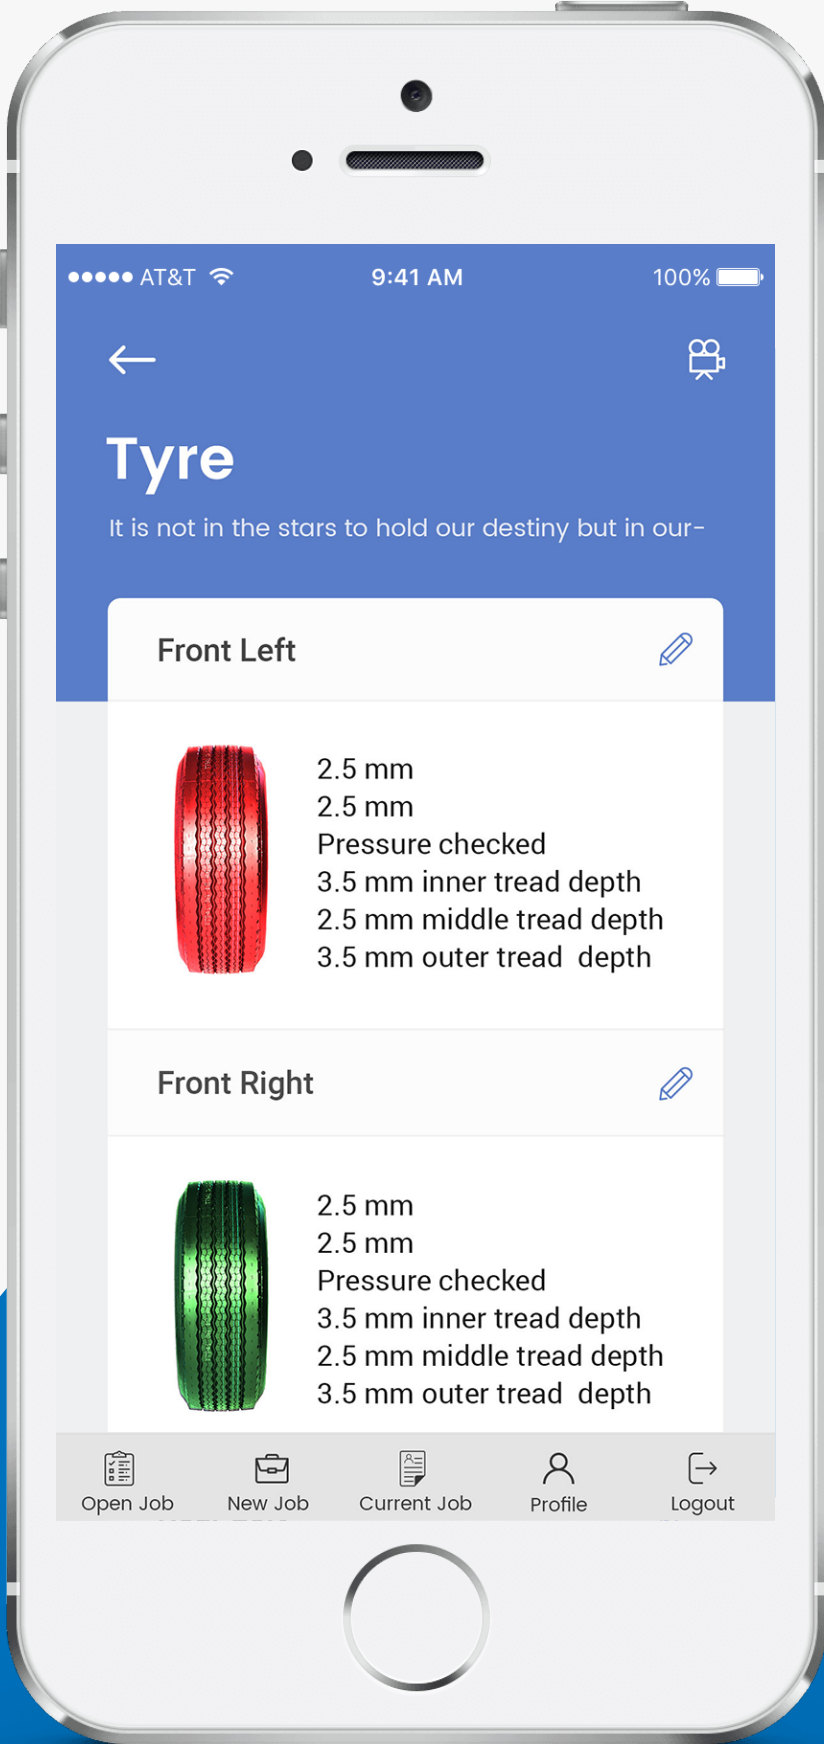 AT&T 9:41 AM 100%
Tyre
It is not in the stars to hold our destiny but in our-
Front Left
2.5 mm
2.5 mm
Pressure checked
3.5 mm inner tread depth
2.5 mm middle tread depth
3.5 mm outer tread  depth
Front Right
2.5 mm
2.5 mm
Pressure checked
3.5 mm inner tread depth
2.5 mm middle tread depth
3.5 mm outer tread  depth
Open Job New Job Current Job Profile Logout